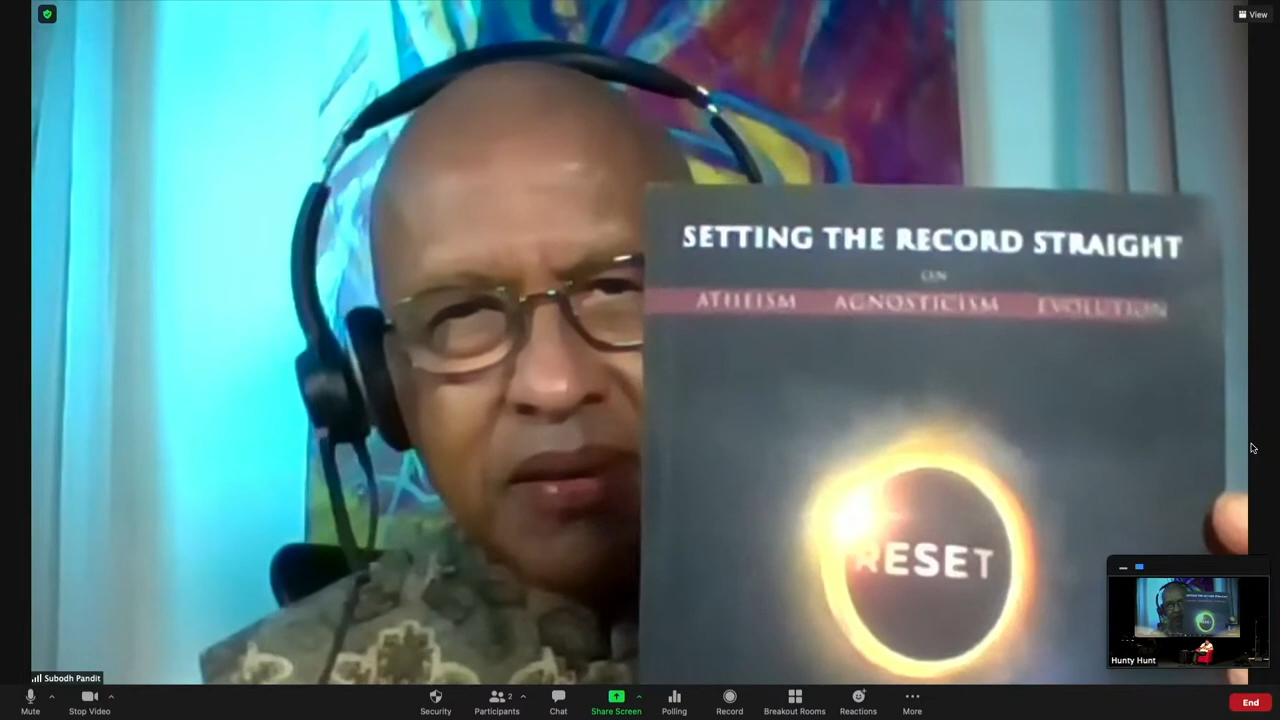 View
SETTING THE RECORD STRAIGHT
ON
ATHEISM AGNOSTICISM EVOLUTION
RESET
Hunty Hunt
Subodh Pandit
Mute
Stop Video
Security
Participants
2
Chat
Share Screen
Polling
Record
Breakout Rooms
Reactions
More
End